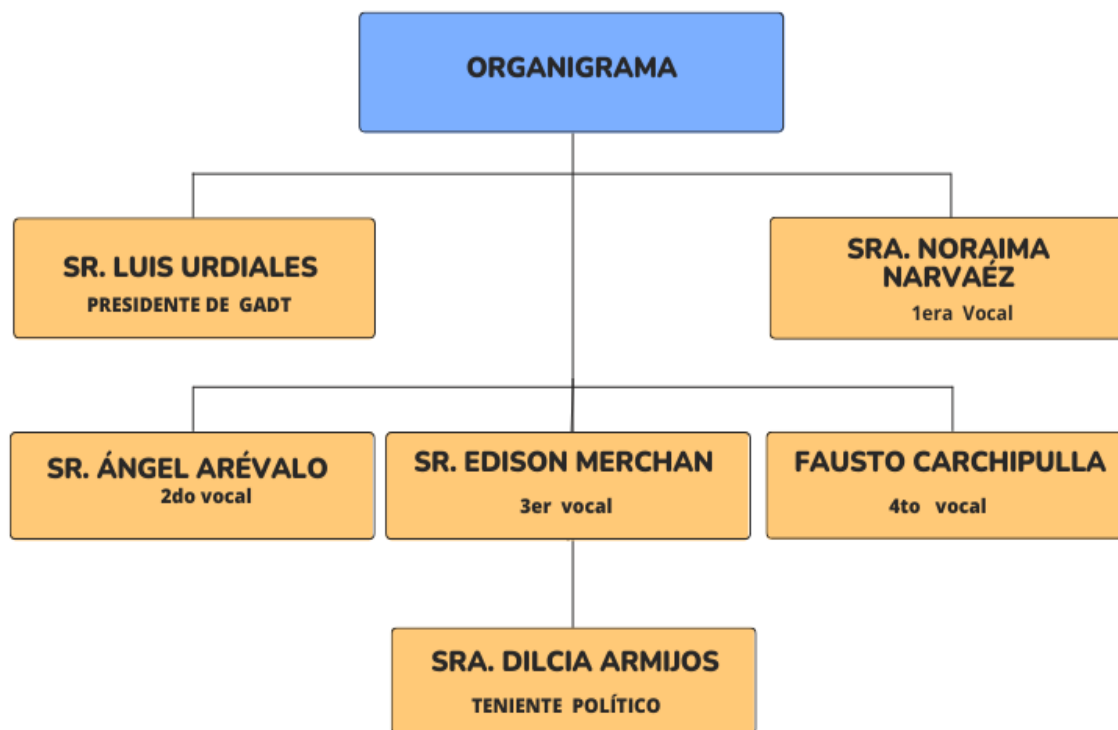 ORGANIGRAMA
SR. LUIS URDIALES
PRESIDENTE DE GADT
SRA. NORAIMA
NARVAÉZ
1era Vocal
SR. ÁNGEL ARÉVALO
2do vocal
SR. EDISON MERCHAN
3er vocal
FAUSTO CARCHIPULLA
4to vocal
SRA. DILCIA ARMIJOS
TENIENTE POLÍTICO